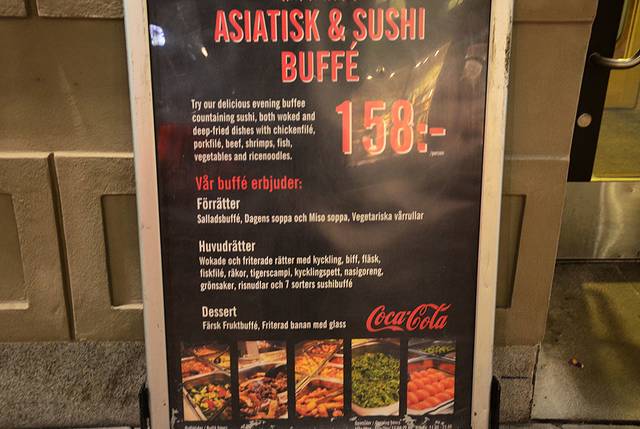 ASIATISK & SUSHI
BUFFÉ
Try our delicious evening buffee
countaining sushi, both woked and
deep-fried dishes with chickenfilé,
porkfilé, beef, shrimps, fish,
vegetables and ricenoodles.
158:-
/person
Vår buffé erbjuder:
Förrätter
Salladsbuffé, Dagens soppa och Miso soppa, Vegetariska vårrullar
Huvudrätter
Wokade och friterade rätter med kyckling, biff, fläsk,
fiskfilé, räkor, tigerscampi, kycklingspett, nasigoreng,
grönsaker, risnudlar och 7 sorters sushibuffé
Dessert
Färsk Fruktbuffé, Friterad banan med glass
Coca-Cola